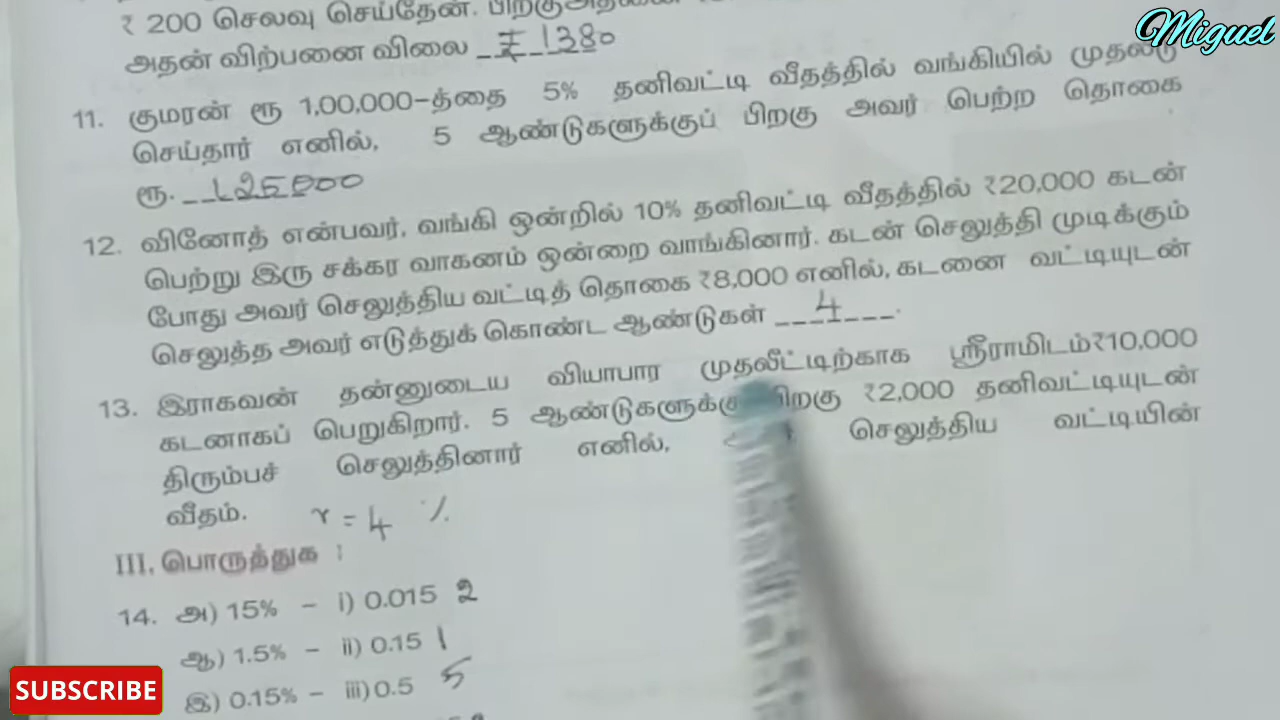 Miguel
₹ 200 செலவு செய்தேன்.
அதன் விற்பனை விலை ₹ 1380
11. குமரன் ரூ 1,00,000-த்தை 5% தனிவட்டி வீதத்தில் வங்கியில் முதலீடு
செய்தார் எனில், 5 ஆண்டுகளுக்குப் பிறகு அவர் பெற்ற தொகை
ரூ. 125000
12. வினோத் என்பவர், வங்கி ஒன்றில் 10% தனிவட்டி வீதத்தில் ₹20,000 கடன்
பெற்று இரு சக்கர வாகனம் ஒன்றை வாங்கினார். கடன் செலுத்தி முடிக்கும்
போது அவர் செலுத்திய வட்டித் தொகை ₹8,000 எனில், கடனை வட்டியுடன்
செலுத்த அவர் எடுத்துக் கொண்ட ஆண்டுகள் ___4___.
13. இராகவன் தன்னுடைய வியாபார முதலீட்டிற்காக ஸ்ரீராமிடம் ₹10,000
கடனாகப் பெறுகிறார். 5 ஆண்டுகளுக்கு பிறகு ₹2,000 தனிவட்டியுடன்
திரும்பச் செலுத்தினார் எனில், செலுத்திய வட்டியின்
வீதம். r = 4 %
III. பொருத்துக :
14. அ) 15% - i) 0.015 2
ஆ) 1.5% - ii) 0.15 1
இ) 0.15% - iii) 0.5 5
SUBSCRIBE